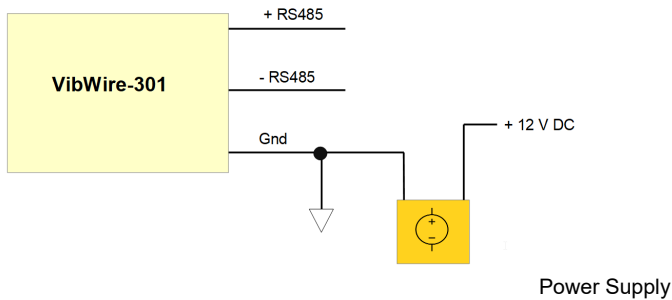 + RS485
VibWire-301
- RS485
Gnd
+ 12 V DC
+
−
Power Supply